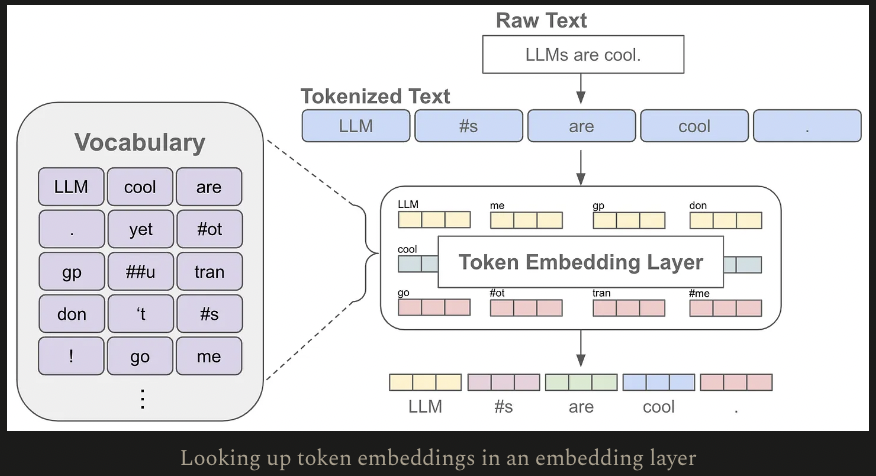 Raw Text
LLMs are cool.
Tokenized Text
LLM #s are cool .
Vocabulary
LLM cool are
. yet #ot
gp ##u tran
don ‘t #s
! go me
⋮
LLM me gp don
cool
Token Embedding Layer
go #ot tran #me
LLM #s are cool .
Looking up token embeddings in an embedding layer